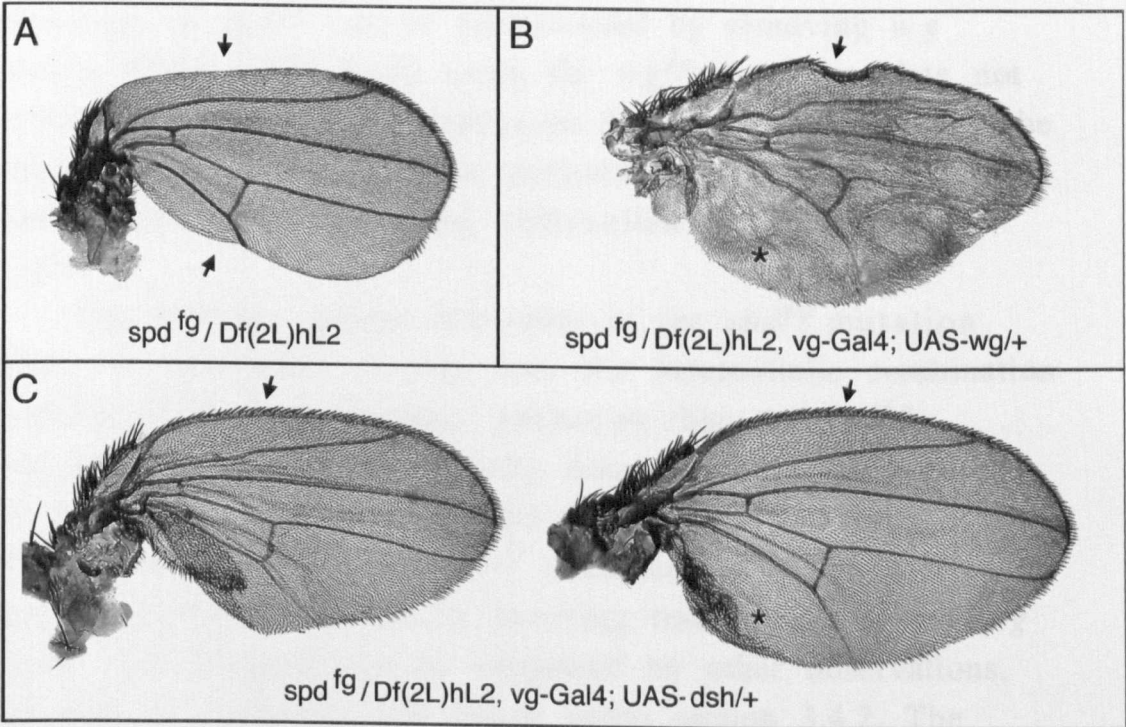 A
B
*
spd fg / Df(2L)hL2
spd fg / Df(2L)hL2, vg-Gal4; UAS-wg/+
C
*
spd fg / Df(2L)hL2, vg-Gal4; UAS-dsh/+